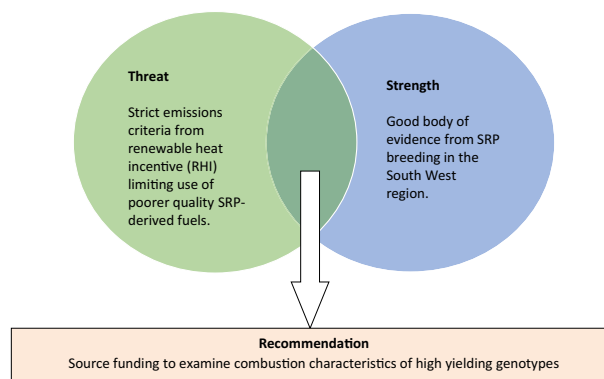 Threat
Strict emissions
criteria from
renewable heat
incentive (RHI)
limiting use of
poorer quality SRP-
derived fuels.
Strength
Good body of
evidence from SRP
breeding in the
South West
region.
Recommendation
Source funding to examine combustion characteristics of high yielding genotypes